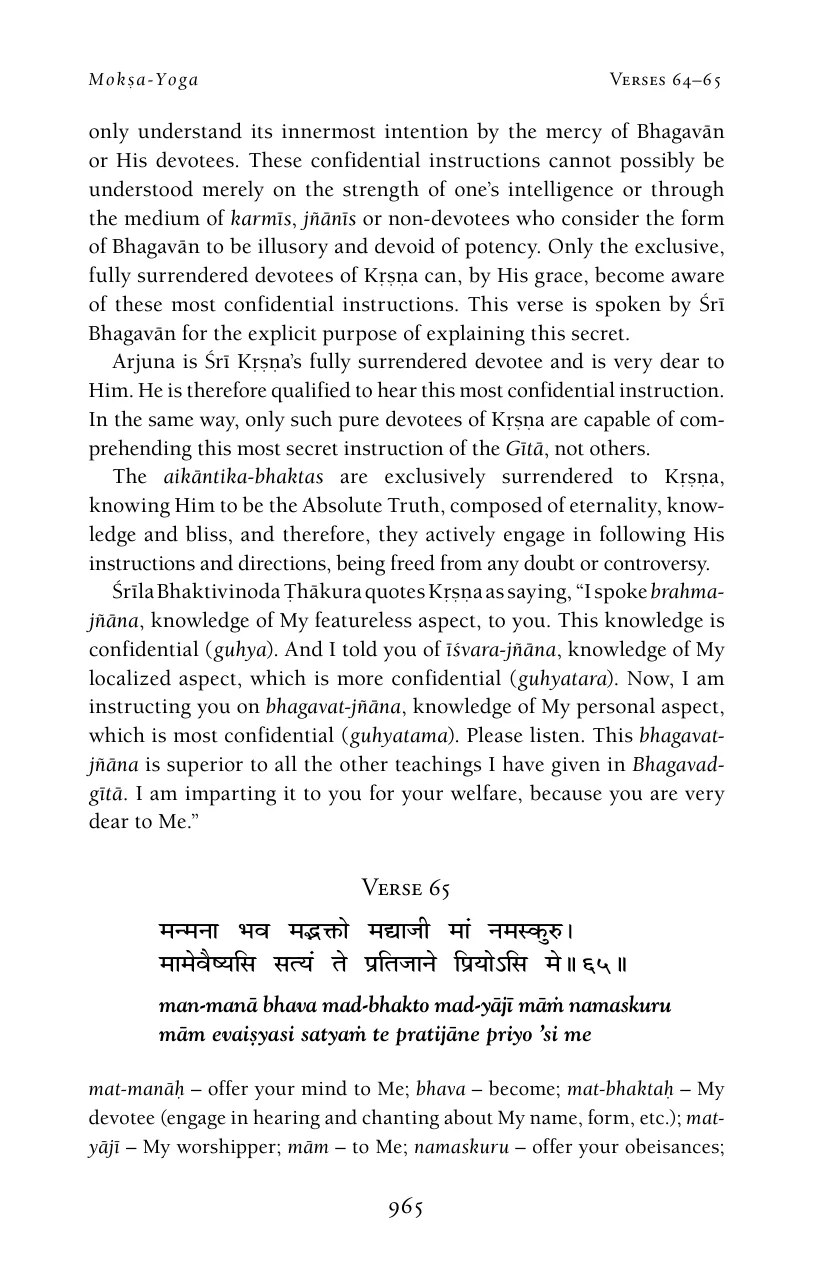 Mokṣa-Yoga Verses 64–65
only understand its innermost intention by the mercy of Bhagavān
or His devotees. These confidential instructions cannot possibly be
understood merely on the strength of one’s intelligence or through
the medium of karmīs, jñānīs or non-devotees who consider the form
of Bhagavān to be illusory and devoid of potency. Only the exclusive,
fully surrendered devotees of Kṛṣṇa can, by His grace, become aware
of these most confidential instructions. This verse is spoken by Śrī
Bhagavān for the explicit purpose of explaining this secret.
Arjuna is Śrī Kṛṣṇa’s fully surrendered devotee and is very dear to
Him. He is therefore qualified to hear this most confidential instruction.
In the same way, only such pure devotees of Kṛṣṇa are capable of com-
prehending this most secret instruction of the Gītā, not others.
The aikāntika-bhaktas are exclusively surrendered to Kṛṣṇa,
knowing Him to be the Absolute Truth, composed of eternality, know-
ledge and bliss, and therefore, they actively engage in following His
instructions and directions, being freed from any doubt or controversy.
Śrīla Bhaktivinoda Ṭhākura quotes Kṛṣṇa as saying, “I spoke brahma-
jñāna, knowledge of My featureless aspect, to you. This knowledge is
confidential (guhya). And I told you of īśvara-jñāna, knowledge of My
localized aspect, which is more confidential (guhyatara). Now, I am
instructing you on bhagavat-jñāna, knowledge of My personal aspect,
which is most confidential (guhyatama). Please listen. This bhagavat-
jñāna is superior to all the other teachings I have given in Bhagavad-
gītā. I am imparting it to you for your welfare, because you are very
dear to Me.”
Verse 65
मन्मना भव मद्भक्तो मद्याजी मां नमस्कुरु।
मामेवैष्यसि सत्यं ते प्रतिजाने प्रियोऽसि मे॥६५॥
man-manā bhava mad-bhakto mad-yājī māṁ namaskuru
mām evaiṣyasi satyaṁ te pratijāne priyo ’si me
mat-manāḥ – offer your mind to Me; bhava – become; mat-bhaktaḥ – My
devotee (engage in hearing and chanting about My name, form, etc.); mat-
yājī – My worshipper; mām – to Me; namaskuru – offer your obeisances;
965